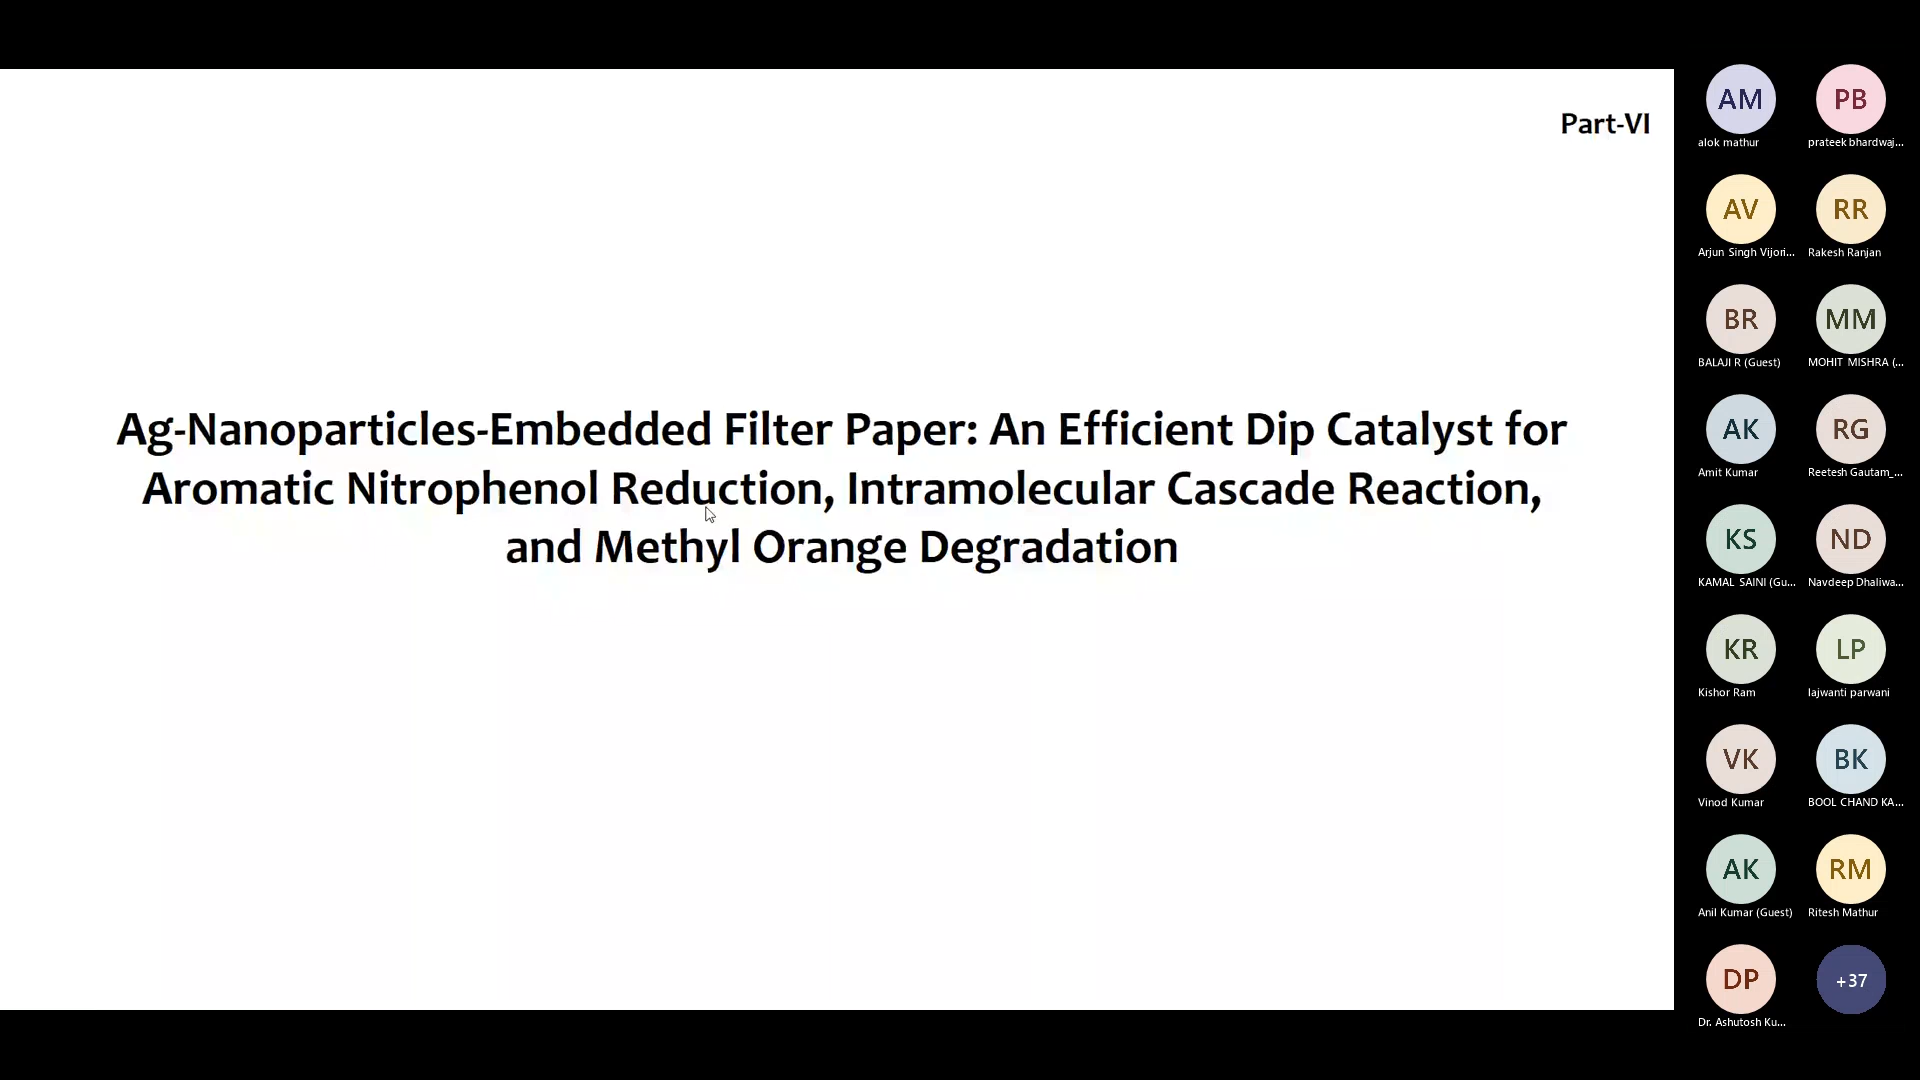 Part-VI
Ag-Nanoparticles-Embedded Filter Paper: An Efficient Dip Catalyst for
Aromatic Nitrophenol Reduction, Intramolecular Cascade Reaction,
and Methyl Orange Degradation
AM
alok mathur
PB
prateek bhardwaj...
AV
Arjun Singh Vijori...
RR
Rakesh Ranjan
BR
BALAJI R (Guest)
MM
MOHIT MISHRA (...
AK
Amit Kumar
RG
Reetesh Gautam_...
KS
KAMAL SAINI (Gu...
ND
Navdeep Dhaliwa...
KR
Kishor Ram
LP
lajwanti parwani
VK
Vinod Kumar
BK
BOOL CHAND KA...
AK
Anil Kumar (Guest)
RM
Ritesh Mathur
DP
Dr. Ashutosh Ku...
+37